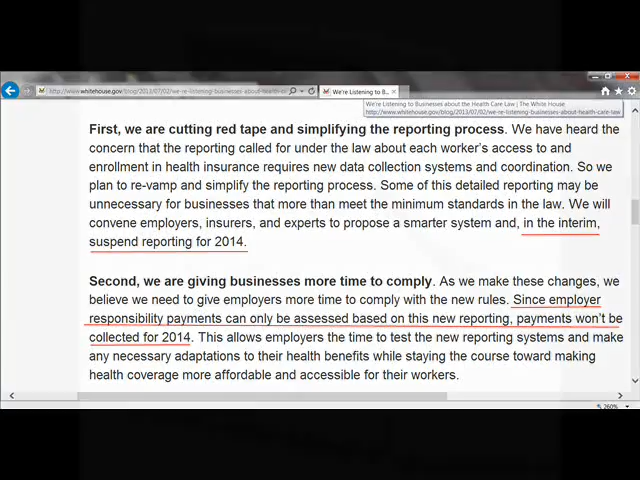 http://www.whitehouse.gov/blog/2013/07/02/we-re-listening-businesses-about-health-c
We're Listening to B...
We're Listening to Businesses about the Health Care Law | The White House
http://www.whitehouse.gov/blog/2013/07/02/we-re-listening-businesses-about-health-care-law
First, we are cutting red tape and simplifying the reporting process. We have heard the
concern that the reporting called for under the law about each worker's access to and
enrollment in health insurance requires new data collection systems and coordination. So we
plan to re-vamp and simplify the reporting process. Some of this detailed reporting may be
unnecessary for businesses that more than meet the minimum standards in the law. We will
convene employers, insurers, and experts to propose a smarter system and, in the interim,
suspend reporting for 2014.
Second, we are giving businesses more time to comply. As we make these changes, we
believe we need to give employers more time to comply with the new rules. Since employer
responsibility payments can only be assessed based on this new reporting, payments won't be
collected for 2014. This allows employers the time to test the new reporting systems and make
any necessary adaptations to their health benefits while staying the course toward making
health coverage more affordable and accessible for their workers.
260%